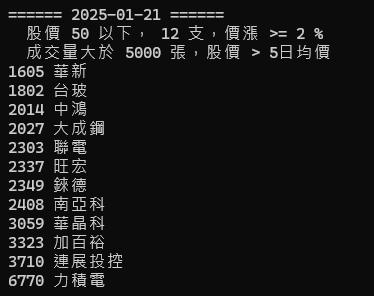 ====== 2025-01-21 ======
股價 50 以下， 12 支，價漲 >= 2 %
成交量大於 5000 張，股價 > 5日均價
1605 華新
1802 台玻
2014 中鴻
2027 大成鋼
2303 聯電
2337 旺宏
2349 錸德
2408 南亞科
3059 華晶科
3323 加百裕
3710 連展投控
6770 力積電